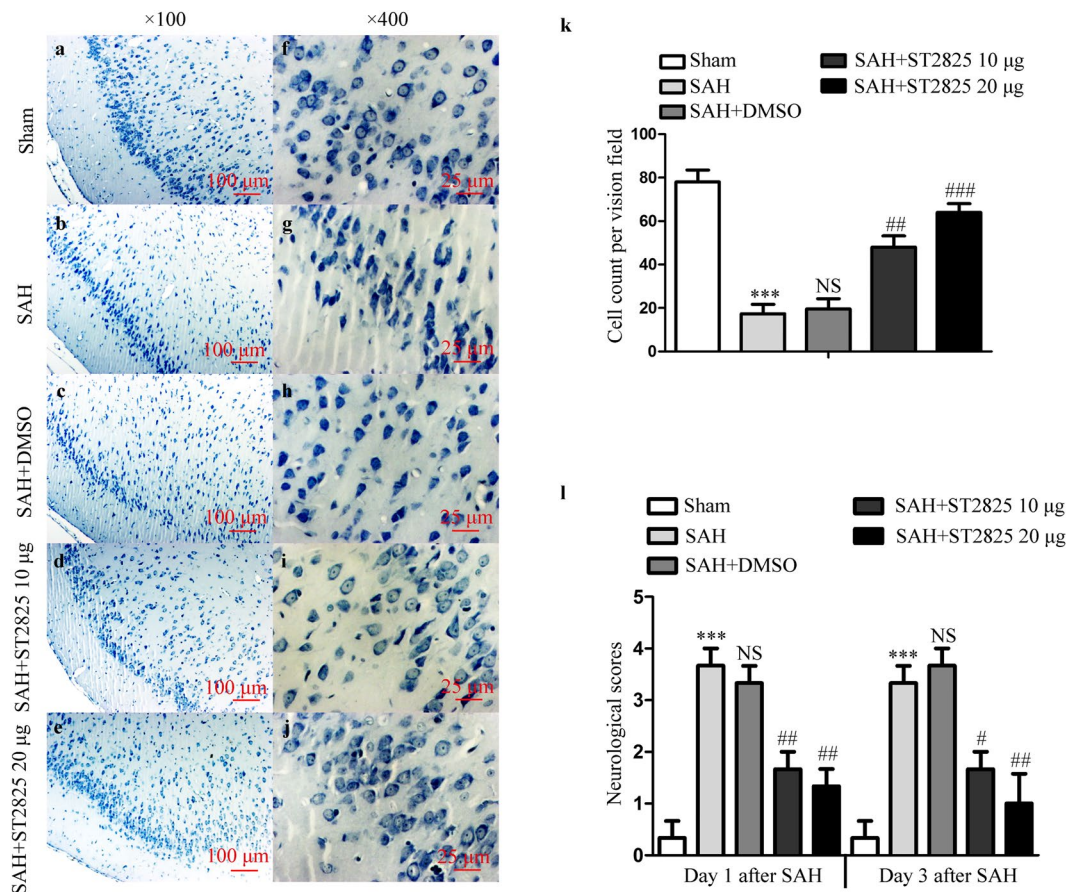 ×100 ×400
Sham
a
100 μm
f
25 μm
SAH
b
100 μm
g
25 μm
SAH+DMSO
c
100 μm
h
25 μm
SAH+ST2825 10 μg
d
100 μm
i
25 μm
SAH+ST2825 20 μg
e
100 μm
j
25 μm
k
Sham
SAH
SAH+DMSO
SAH+ST2825 10 μg
SAH+ST2825 20 μg
Cell count per vision field
100
80
60
40
20
0
***
NS
##
###
l
Sham
SAH
SAH+DMSO
SAH+ST2825 10 μg
SAH+ST2825 20 μg
Neurological scores
5
4
3
2
1
0
*** NS ## ##
*** NS # ##
Day 1 after SAH Day 3 after SAH